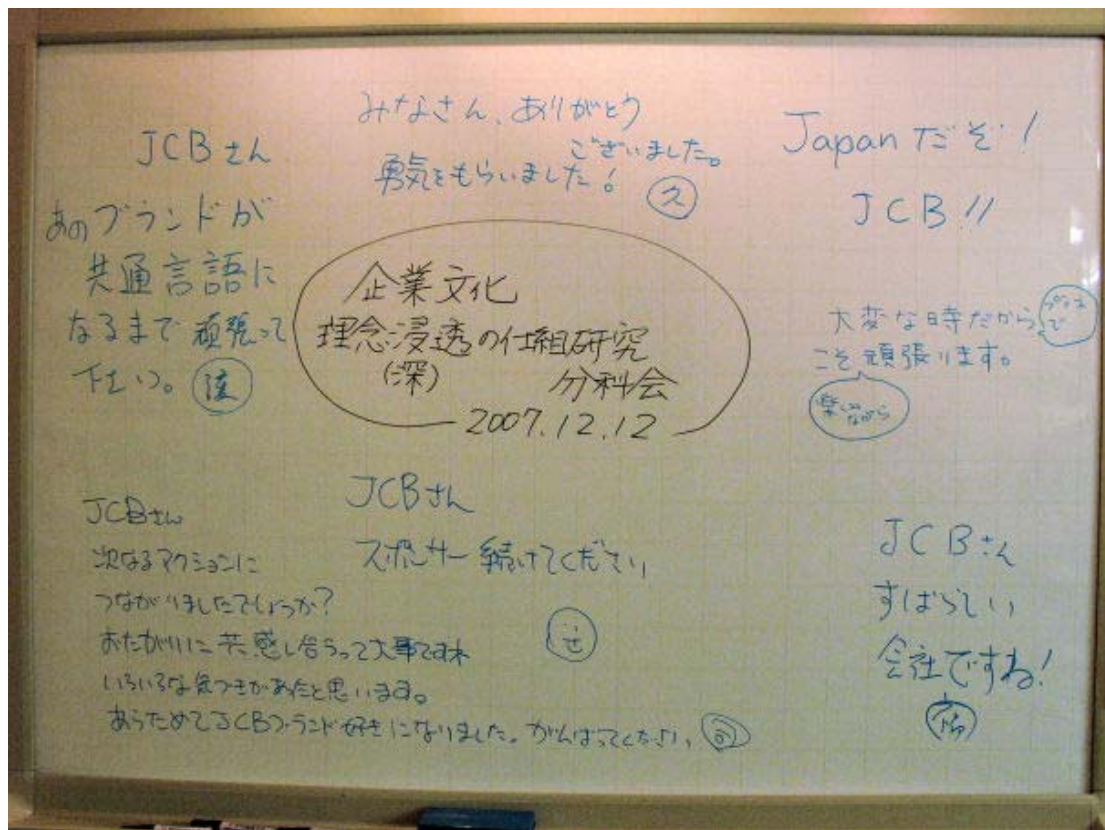 みなさん、ありがとう
ございました。
勇気をもらいました！
久
JCBさん
あのブランドが
共通言語に
なるまで頑張って
下さい。
Japanだぞ！
JCB!!
大変な時だから
こそ頑張ります。
楽しみながら
企業文化
理念浸透の仕組研究
(深) 分科会
2007.12.12
JCBさん
次なるアクションに
つながりましたでしょうか？
おたがいに共感し合うって大事ですね
いろいろな気づきがあったと思います。
あらためてJCBブランド好きになりました。がんばってください。
JCBさん
スポンサー続けてください
せ
JCBさん
すばらしい
会社ですね！